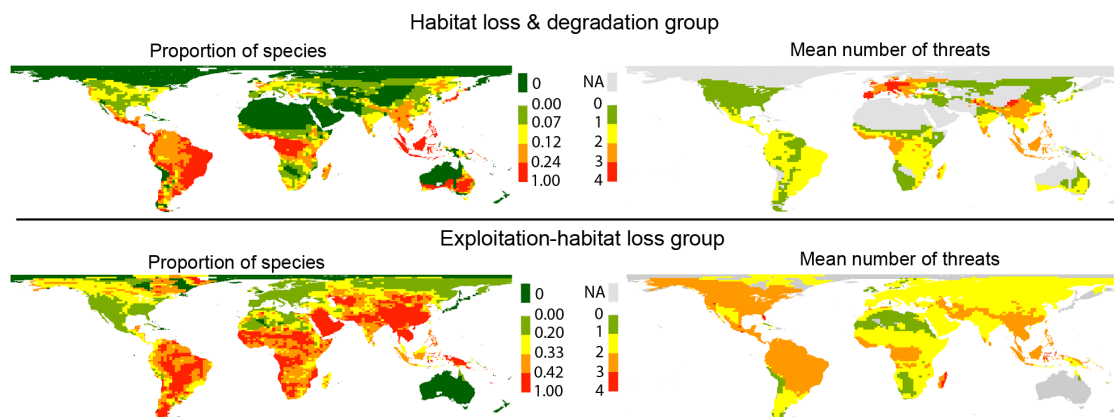 Habitat loss & degradation group
Proportion of species
Mean number of threats
0
0.00
0.07
0.12
0.24
1.00
NA
0
1
2
3
4
Exploitation-habitat loss group
Proportion of species
Mean number of threats
0
0.00
0.20
0.33
0.42
1.00
NA
0
1
2
3
4